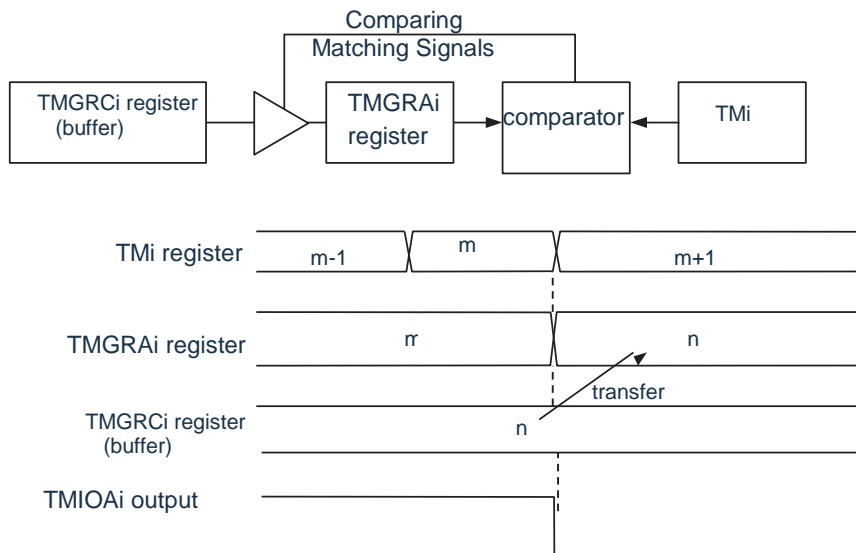 Comparing
Matching Signals
TMGRCi register
(buffer)
TMGRAi
register
comparator
TMi
TMi register
m-1
m
m+1
TMGRAi register
m
n
transfer
TMGRCi register
(buffer)
n
TMIOAi output